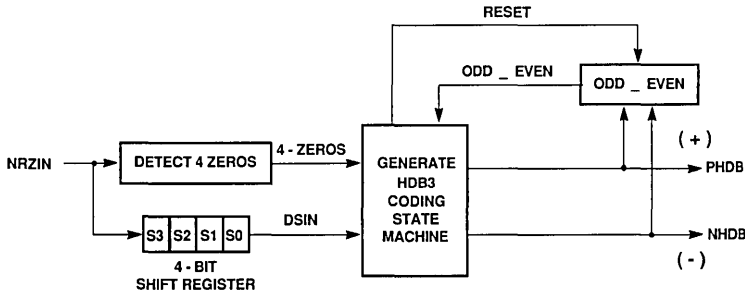 RESET
ODD _ EVEN
ODD _ EVEN
NRZIN
DETECT 4 ZEROS
4 - ZEROS
GENERATE
HDB3
CODING
STATE
MACHINE
(+)
PHDB
S3 S2 S1 S0
DSIN
4 - BIT
SHIFT REGISTER
NHDB
(-)